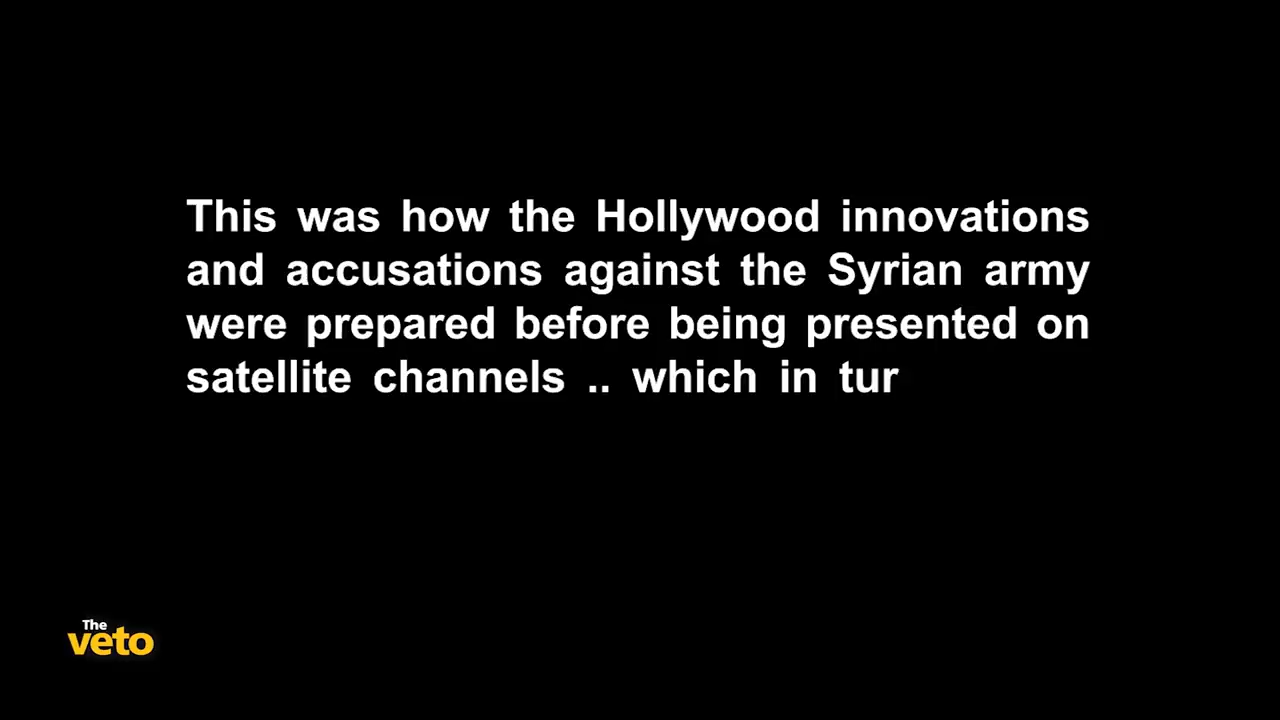 This was how the Hollywood innovations
and accusations against the Syrian army
were prepared before being presented on
satellite channels .. which in tur
The
veto